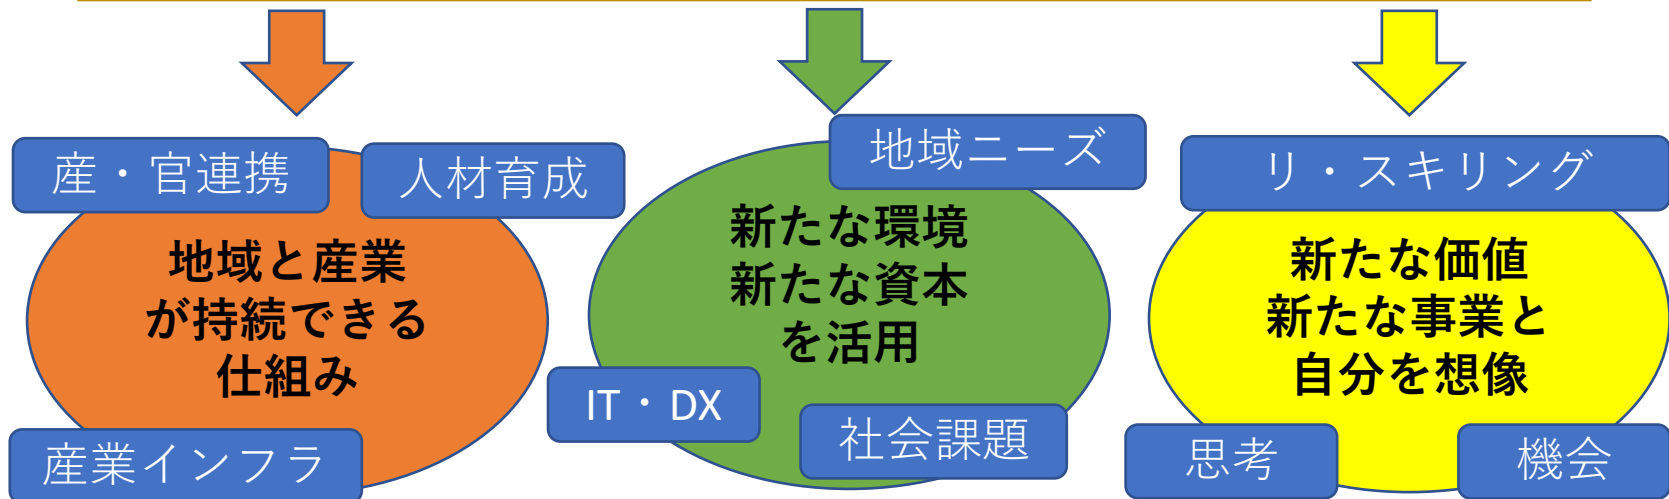 産・官連携
人材育成
地域と産業
が持続できる
仕組み
産業インフラ
地域ニーズ
新たな環境
新たな資本
を活用
IT・DX
社会課題
リ・スキリング
新たな価値
新たな事業と
自分を想像
思考
機会